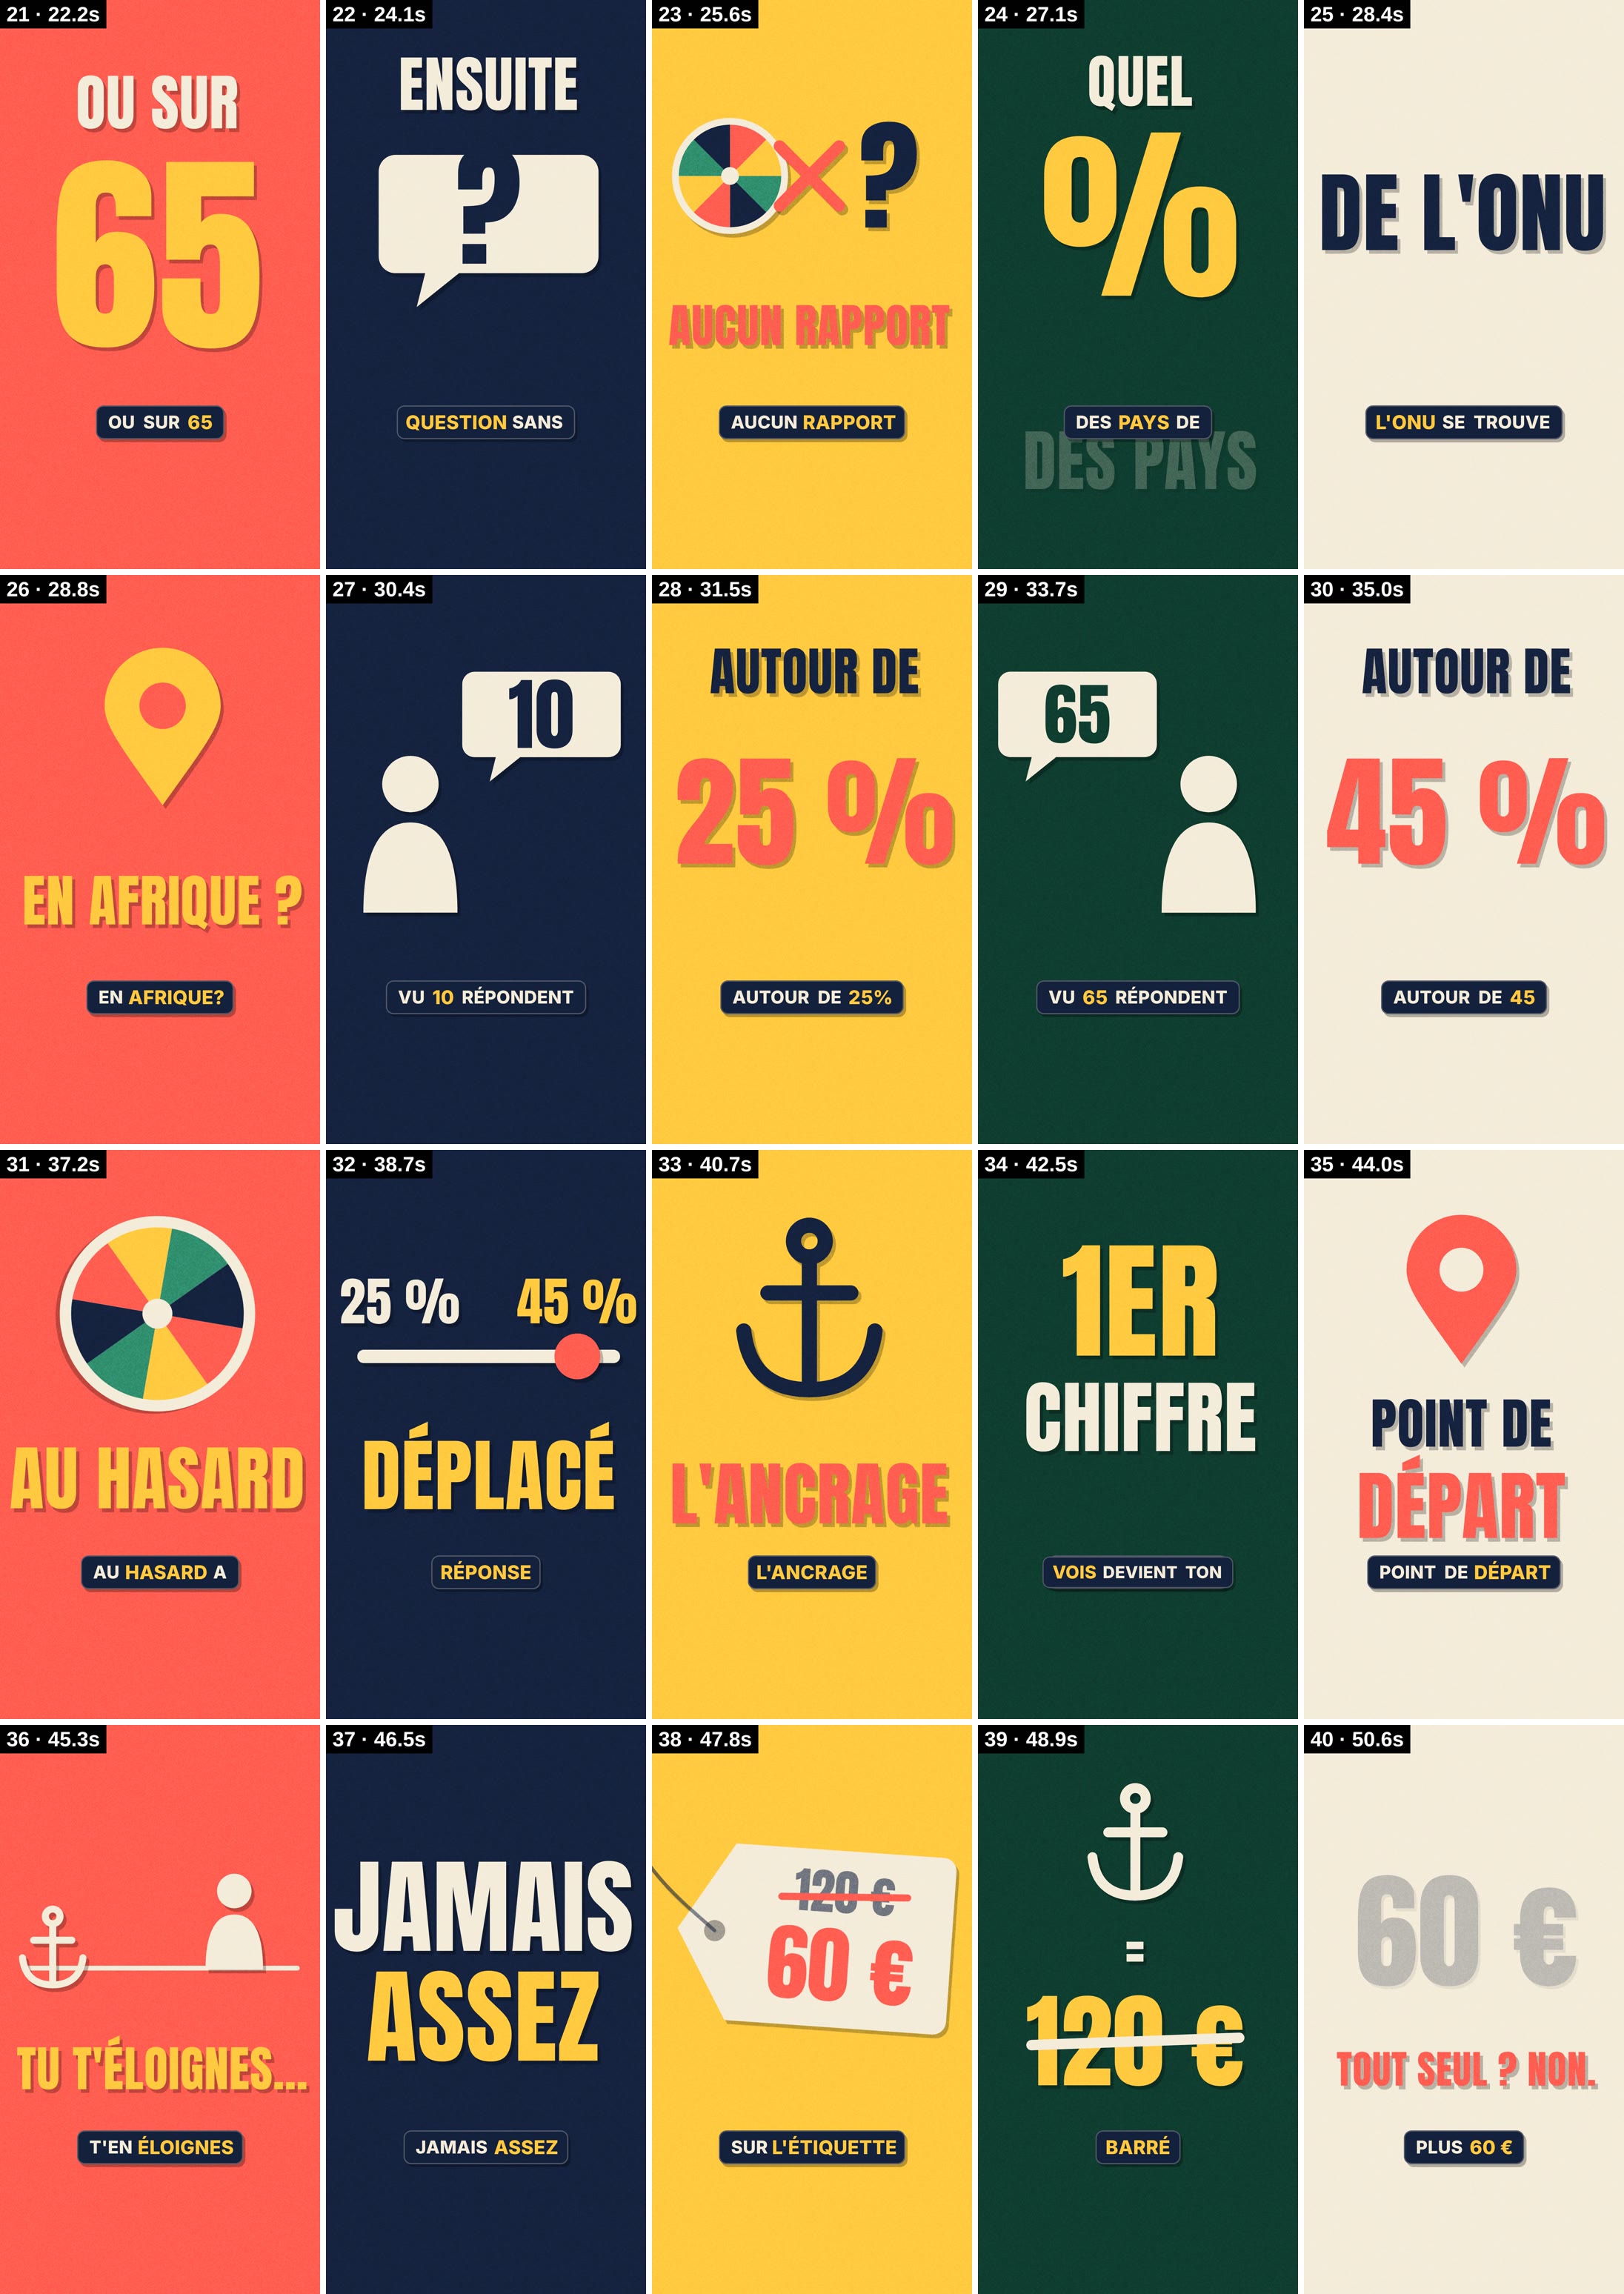 21 · 22.2s
OU SUR
65
OU SUR 65
22 · 24.1s
ENSUITE
?
QUESTION SANS
23 · 25.6s
?
AUCUN RAPPORT
AUCUN RAPPORT
24 · 27.1s
QUEL
%
DES PAYS DE
DES PAYS
25 · 28.4s
DE L'ONU
L'ONU SE TROUVE
26 · 28.8s
EN AFRIQUE ?
EN AFRIQUE?
27 · 30.4s
10
VU 10 RÉPONDENT
28 · 31.5s
AUTOUR DE
25 %
AUTOUR DE 25%
29 · 33.7s
65
VU 65 RÉPONDENT
30 · 35.0s
AUTOUR DE
45 %
AUTOUR DE 45
31 · 37.2s
AU HASARD
AU HASARD A
32 · 38.7s
25 % 45 %
DÉPLACÉ
RÉPONSE
33 · 40.7s
L'ANCRAGE
L'ANCRAGE
34 · 42.5s
1ER
CHIFFRE
VOIS DEVIENT TON
35 · 44.0s
POINT DE
DÉPART
POINT DE DÉPART
36 · 45.3s
TU T'ÉLOIGNES...
T'EN ÉLOIGNES
37 · 46.5s
JAMAIS
ASSEZ
JAMAIS ASSEZ
38 · 47.8s
120 €
60 €
SUR L'ÉTIQUETTE
39 · 48.9s
=
120 €
BARRÉ
40 · 50.6s
60 €
TOUT SEUL ? NON.
PLUS 60 €